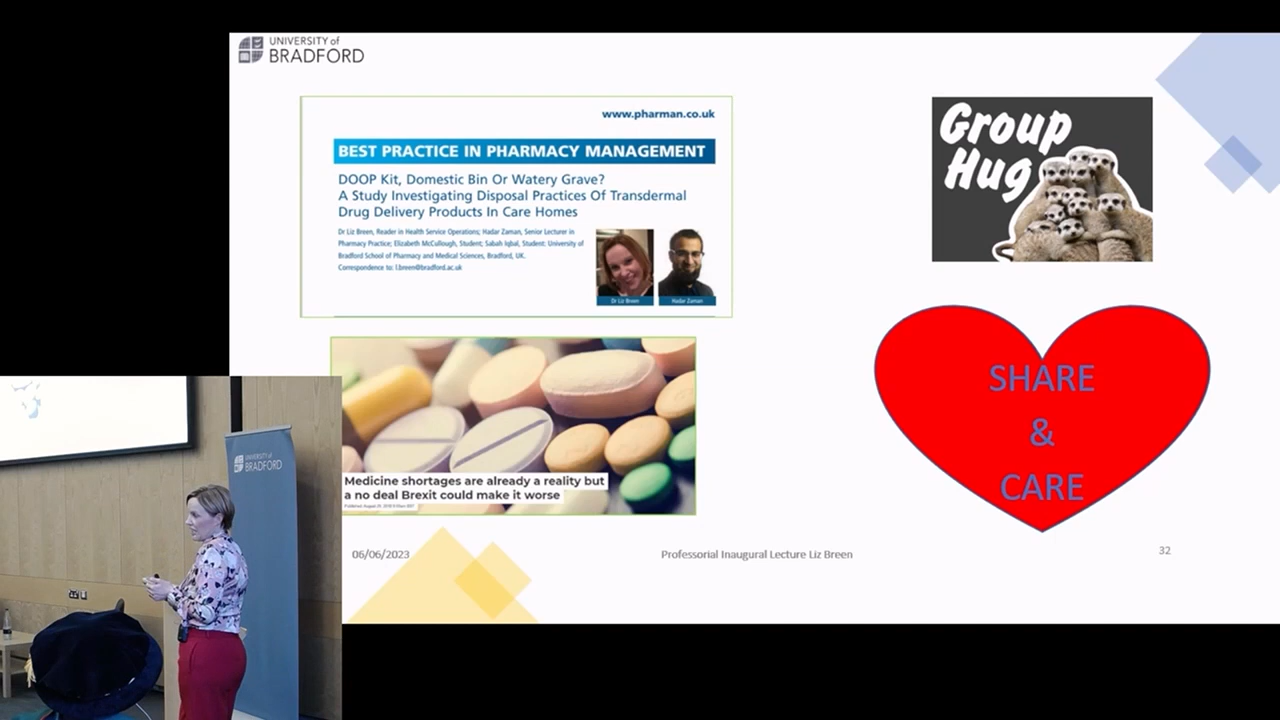 UNIVERSITY of
BRADFORD
www.pharman.co.uk
BEST PRACTICE IN PHARMACY MANAGEMENT
DOOP Kit, Domestic Bin Or Watery Grave?
A Study Investigating Disposal Practices Of Transdermal
Drug Delivery Products In Care Homes
Dr Liz Breen, Reader in Health Service Operations; Hadar Zaman, Senior Lecturer in
Pharmacy Practice; Elizabeth McCullough, Student; Sabah Iqbal, Student: University of
Bradford School of Pharmacy and Medical Sciences, Bradford, UK.
Correspondence to: l.breen@bradford.ac.uk
Dr Liz Breen
Hadar Zaman
Group
Hug
SHARE
&
CARE
Medicine shortages are already a reality but
a no deal Brexit could make it worse
06/06/2023
Professorial Inaugural Lecture Liz Breen
32
UNIVERSITY of
BRADFORD